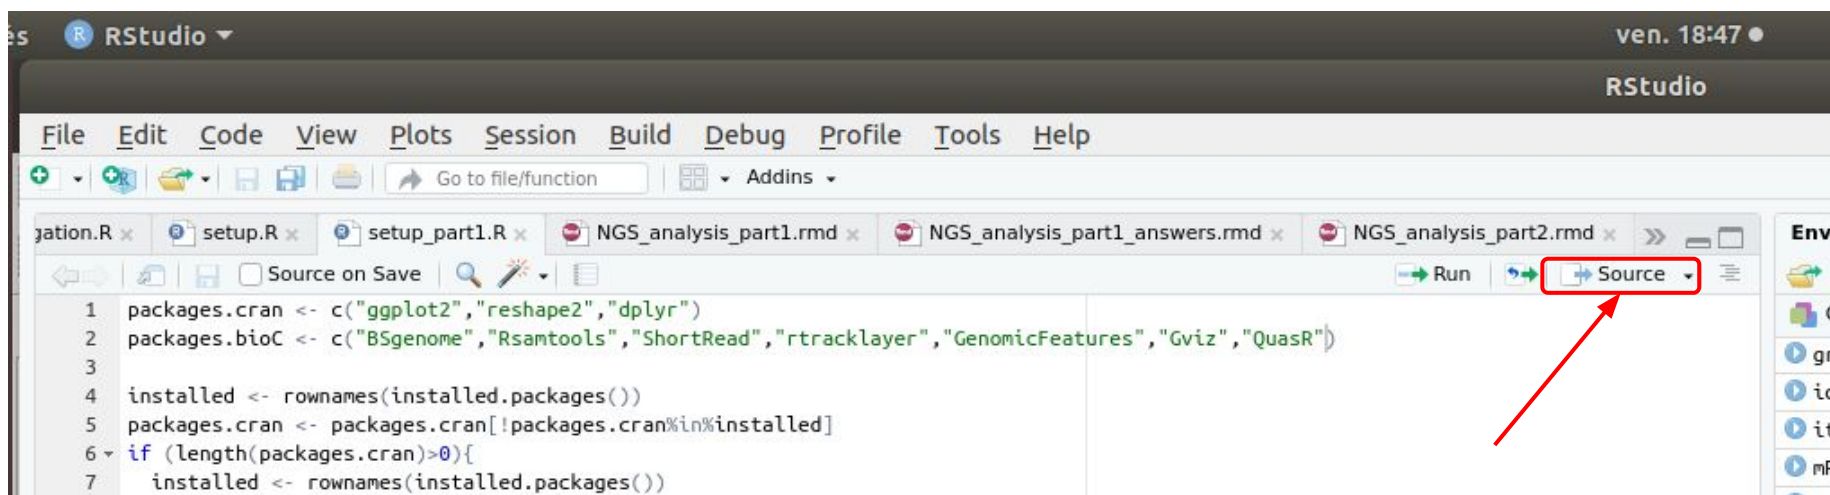 RStudio ven. 18:47
RStudio
File Edit Code View Plots Session Build Debug Profile Tools Help
Go to file/function Addins
gation.R setup.R setup_part1.R NGS_analysis_part1.rmd NGS_analysis_part1_answers.rmd NGS_analysis_part2.rmd Env
Source on Save Run Source
1 packages.cran <- c("ggplot2","reshape2","dplyr")
2 packages.bioC <- c("BSgenome","Rsamtools","ShortRead","rtracklayer","GenomicFeatures","Gviz","QuasR")
3
4 installed <- rownames(installed.packages())
5 packages.cran <- packages.cran[!packages.cran%in%installed]
6 if (length(packages.cran)>0){
7 installed <- rownames(installed.packages())